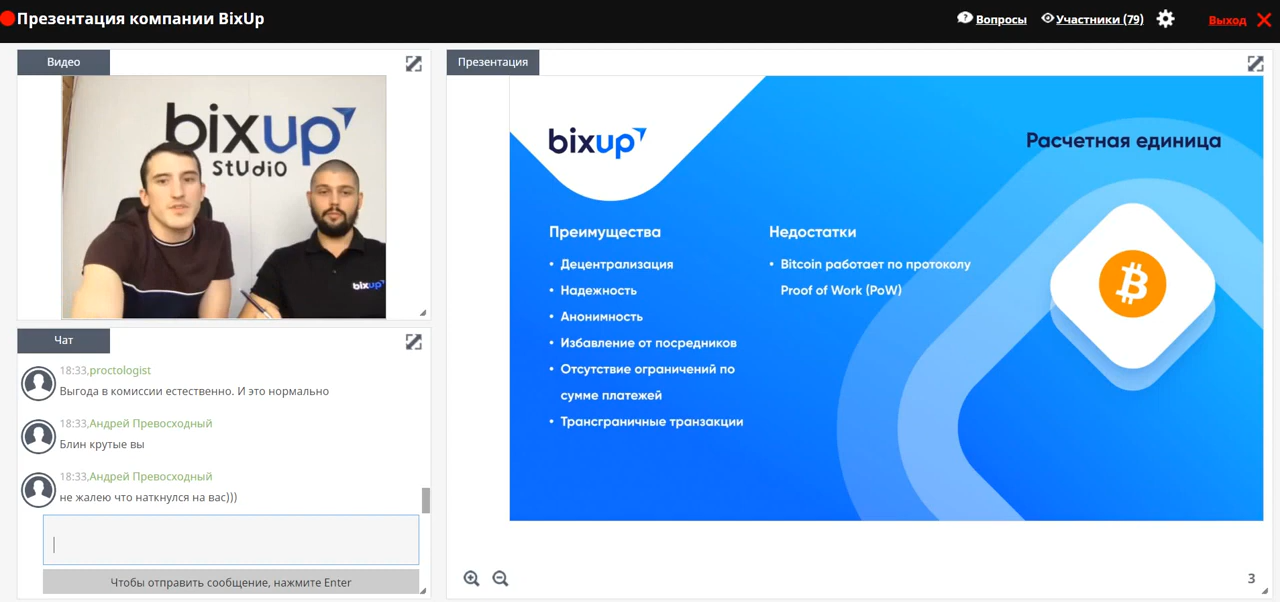 Презентация компании BixUp
Вопросы
Участники (79)
Выход
Видео
bixup
STUDIO
bixup
Чат
18:33,proctologist
Выгода в комиссии естественно. И это нормально
18:33,Андрей Превосходный
Блин крутые вы
18:33,Андрей Превосходный
не жалею что наткнулся на вас)))
Чтобы отправить сообщение, нажмите Enter
Презентация
bixup
Расчетная единица
Преимущества
• Децентрализация
• Надежность
• Анонимность
• Избавление от посредников
• Отсутствие ограничений по
сумме платежей
• Трансграничные транзакции
Недостатки
• Bitcoin работает по протоколу
Proof of Work (PoW)
3